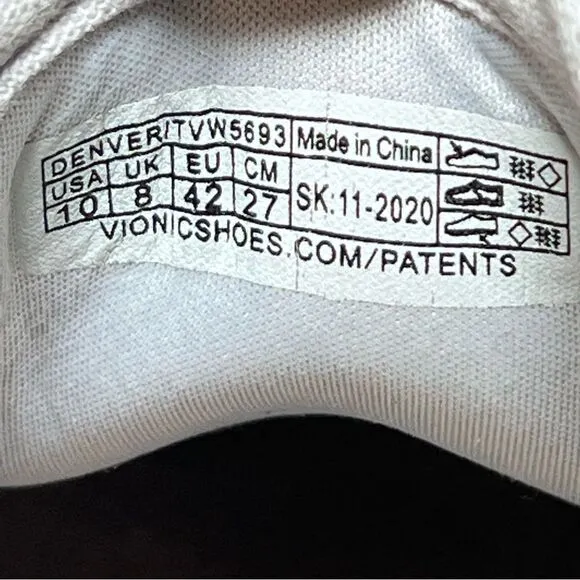 DENVER/TVW5693 Made in China
USA UK EU CM
10 8 42 27 SK:11-2020
VIONICSHOES.COM/PATENTS